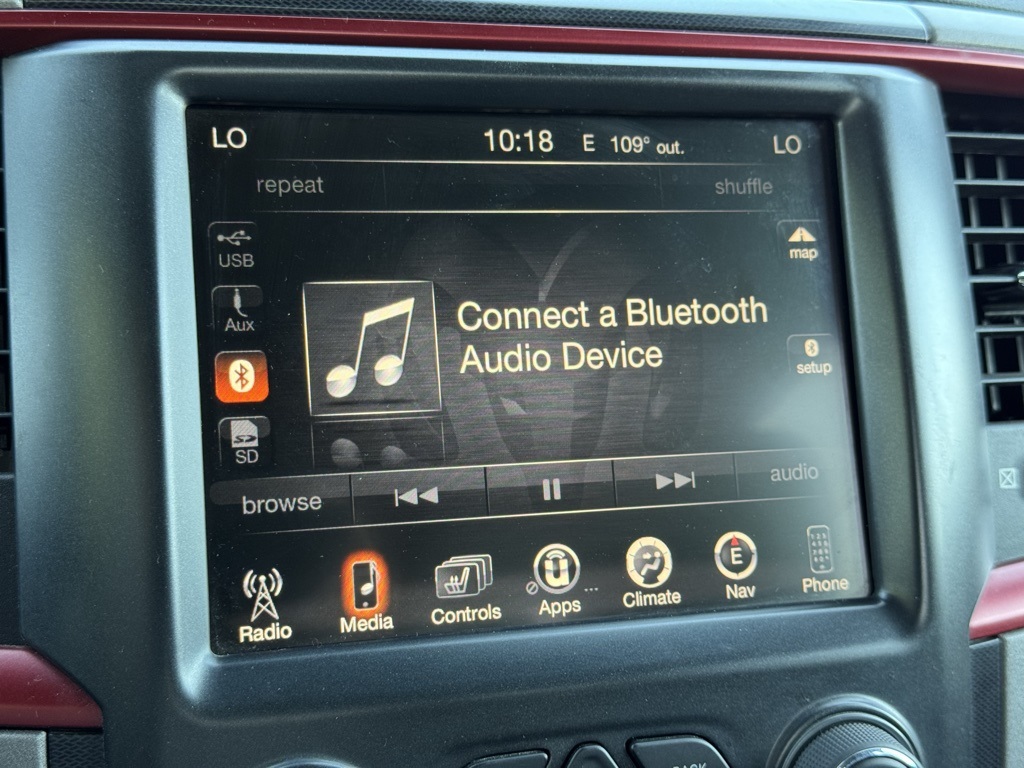 LO 10:18 E 109° out. LO
repeat shuffle
USB
map
Aux
Connect a Bluetooth
Audio Device
setup
SD
browse audio
Radio Media Controls Apps ... Climate E Nav Phone